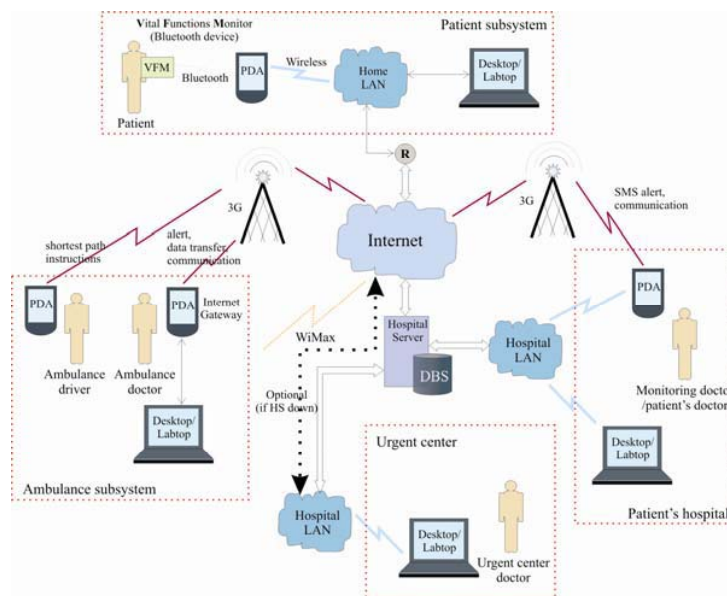 Vital Functions Monitor
(Bluetooth device)
Patient subsystem
VFM
Bluetooth
PDA
Wireless
Home
LAN
Desktop/
Labtop
Patient
R
3G
Internet
3G
SMS alert,
communication
shortest path
instructions
alert,
data transfer,
communication
PDA
PDA
Internet
Gateway
Ambulance
driver
Ambulance
doctor
Desktop/
Labtop
Ambulance subsystem
WiMax
Optional
(if HS down)
Hospital
Server
DBS
Hospital
LAN
PDA
Monitoring doctor
/patient's doctor
Desktop/
Labtop
Patient's hospital
Urgent center
Hospital
LAN
Desktop/
Labtop
Urgent center
doctor